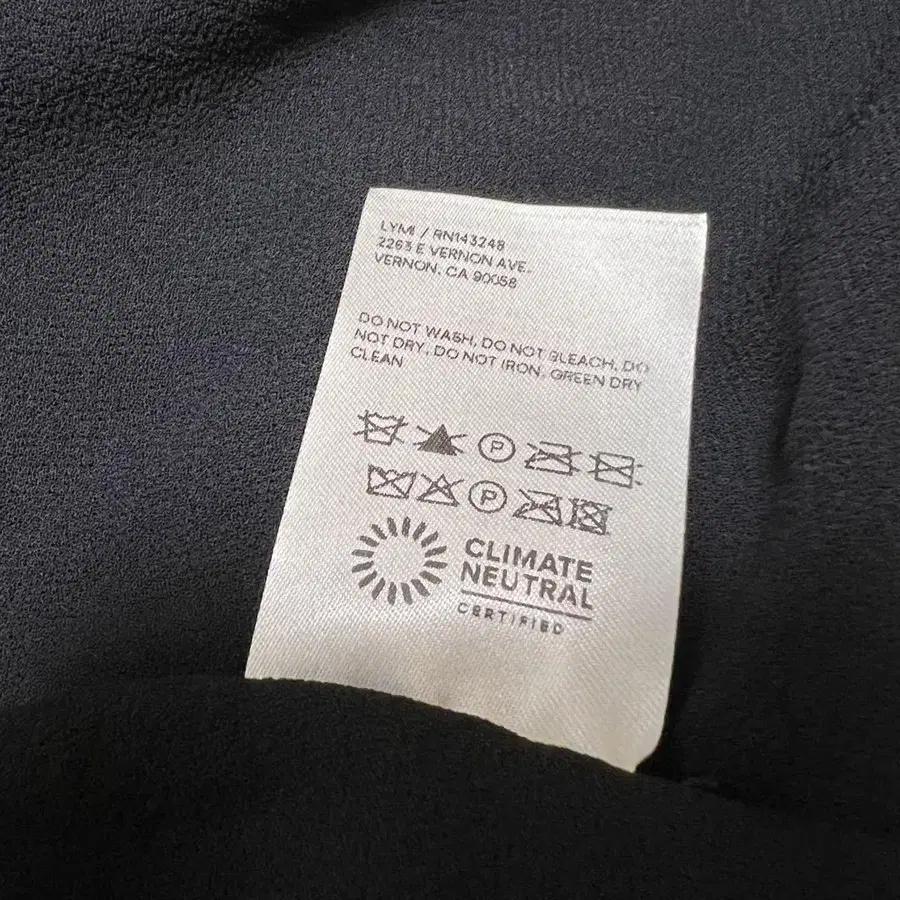 LYMI / RN143248
2263 E VERNON AVE.
VERNON, CA 90058
DO NOT WASH, DO NOT BLEACH, DO
NOT DRY, DO NOT IRON, GREEN DRY
CLEAN
P
P
CLIMATE
NEUTRAL
CERTIFIED